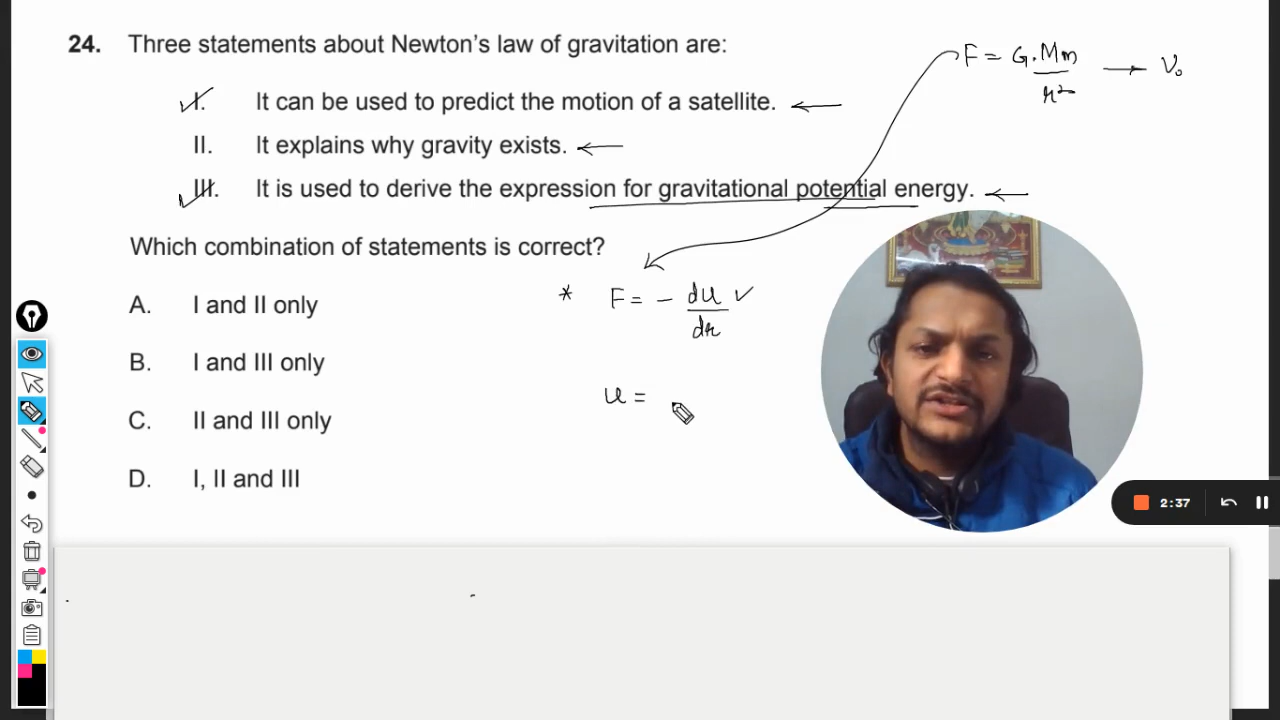 24. Three statements about Newton's law of gravitation are:
F = G.Mm / r² → V₀
I. It can be used to predict the motion of a satellite. ←
II. It explains why gravity exists. ←
III. It is used to derive the expression for gravitational potential energy. ←
Which combination of statements is correct?
A. I and II only
* F = - du/dr ✓
B. I and III only
u =
C. II and III only
D. I, II and III
2:37